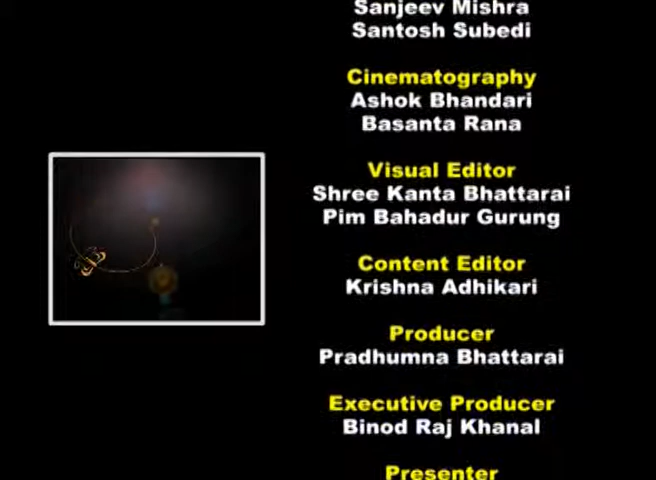 Sanjeev Mishra
Santosh Subedi
Cinematography
Ashok Bhandari
Basanta Rana
Visual Editor
Shree Kanta Bhattarai
Pim Bahadur Gurung
Content Editor
Krishna Adhikari
Producer
Pradhumna Bhattarai
Executive Producer
Binod Raj Khanal
Presenter